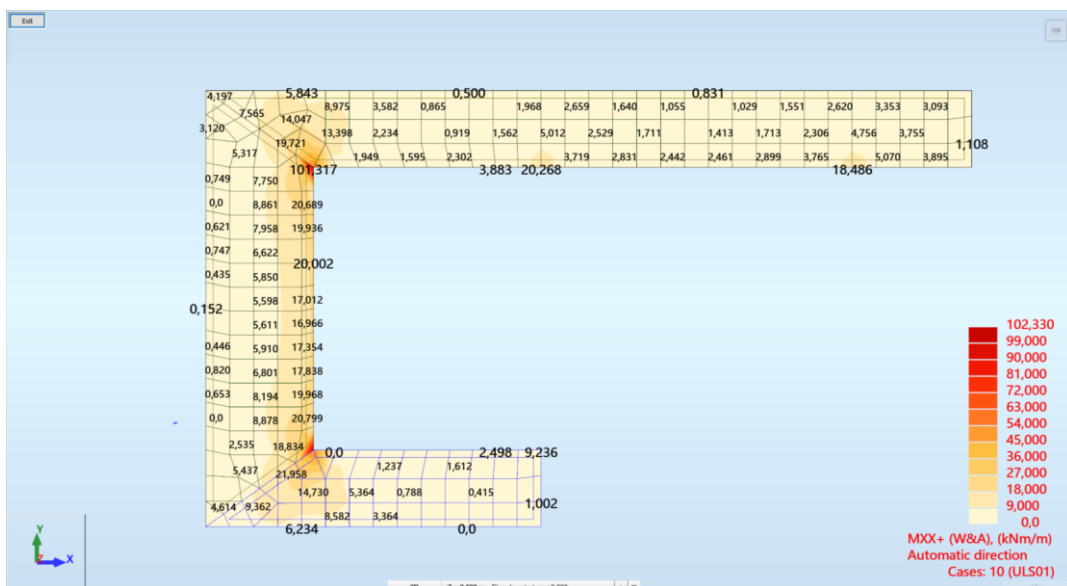 Exit
TOP
4,197 5,843 0,500 0,831
7,565 8,975 3,582 0,865 1,968 2,659 1,640 1,055 1,029 1,551 2,620 3,353 3,093
3,120 14,047
13,398 2,234 0,919 1,562 5,012 2,529 1,711 1,413 1,713 2,306 4,756 3,755
5,317 19,721 1,108
1,949 1,595 2,302 3,719 2,831 2,442 2,461 2,899 3,765 5,070 3,895
101,317 3,883 20,268 18,486
0,749 7,750
0,0 8,861 20,689
0,621 7,958 19,936
0,747 6,622
20,002
0,435 5,850
5,598 17,012
0,152
5,611 16,966
0,446 5,910 17,354
0,820 6,801 17,838
0,653 8,194 19,968
0,0 8,878 20,799
2,535 18,834 0,0 2,498 9,236
5,437 21,958 1,237 1,612
14,730 5,364 0,788 0,415
4,614 9,362 1,002
8,582 3,364
6,234 0,0
102,330
99,000
90,000
81,000
72,000
63,000
54,000
45,000
36,000
27,000
18,000
9,000
0,0
MXX+ (W&A), (kNm/m)
Automatic direction
Cases: 10 (ULS01)
Y
Z
X